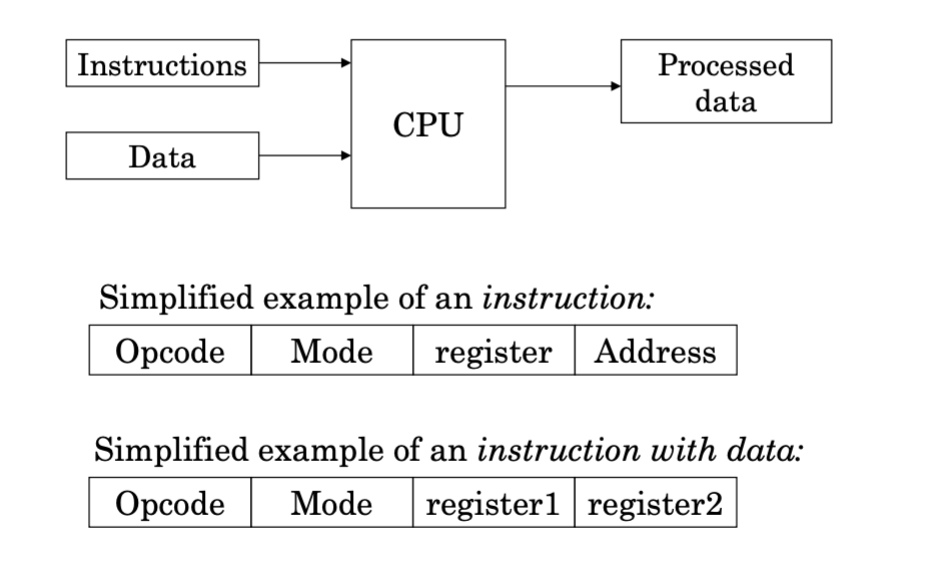 Instructions
Data
CPU
Processed
data
Simplified example of an instruction:
Opcode Mode register Address
Simplified example of an instruction with data:
Opcode Mode register1 register2